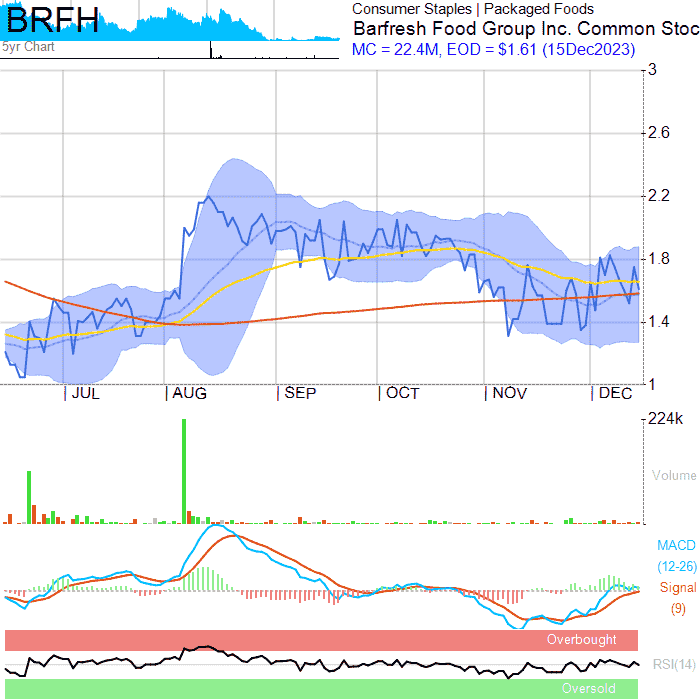 BRFH
5yr Chart
Consumer Staples | Packaged Foods
Barfresh Food Group Inc. Common Stoc
MC = 22.4M, EOD = $1.61 (15Dec2023)
3
2.6
2.2
1.8
1.4
1
JUL AUG SEP OCT NOV DEC
224k
Volume
MACD
(12-26)
Signal
(9)
Overbought
RSI(14)
Oversold